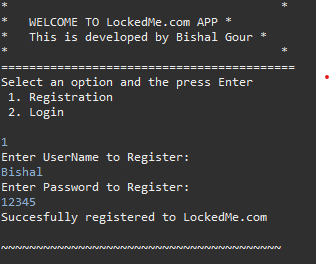 *                                        *
*   WELCOME TO LockedMe.com APP *
*   This is developed by Bishal Gour *
*                                        *
==========================================
Select an option and the press Enter
1. Registration
2. Login
1
Enter UserName to Register:
Bishal
Enter Password to Register:
12345
Succesfully registered to LockedMe.com
~~~~~~~~~~~~~~~~~~~~~~~~~~~~~~~~~~~~~~~~